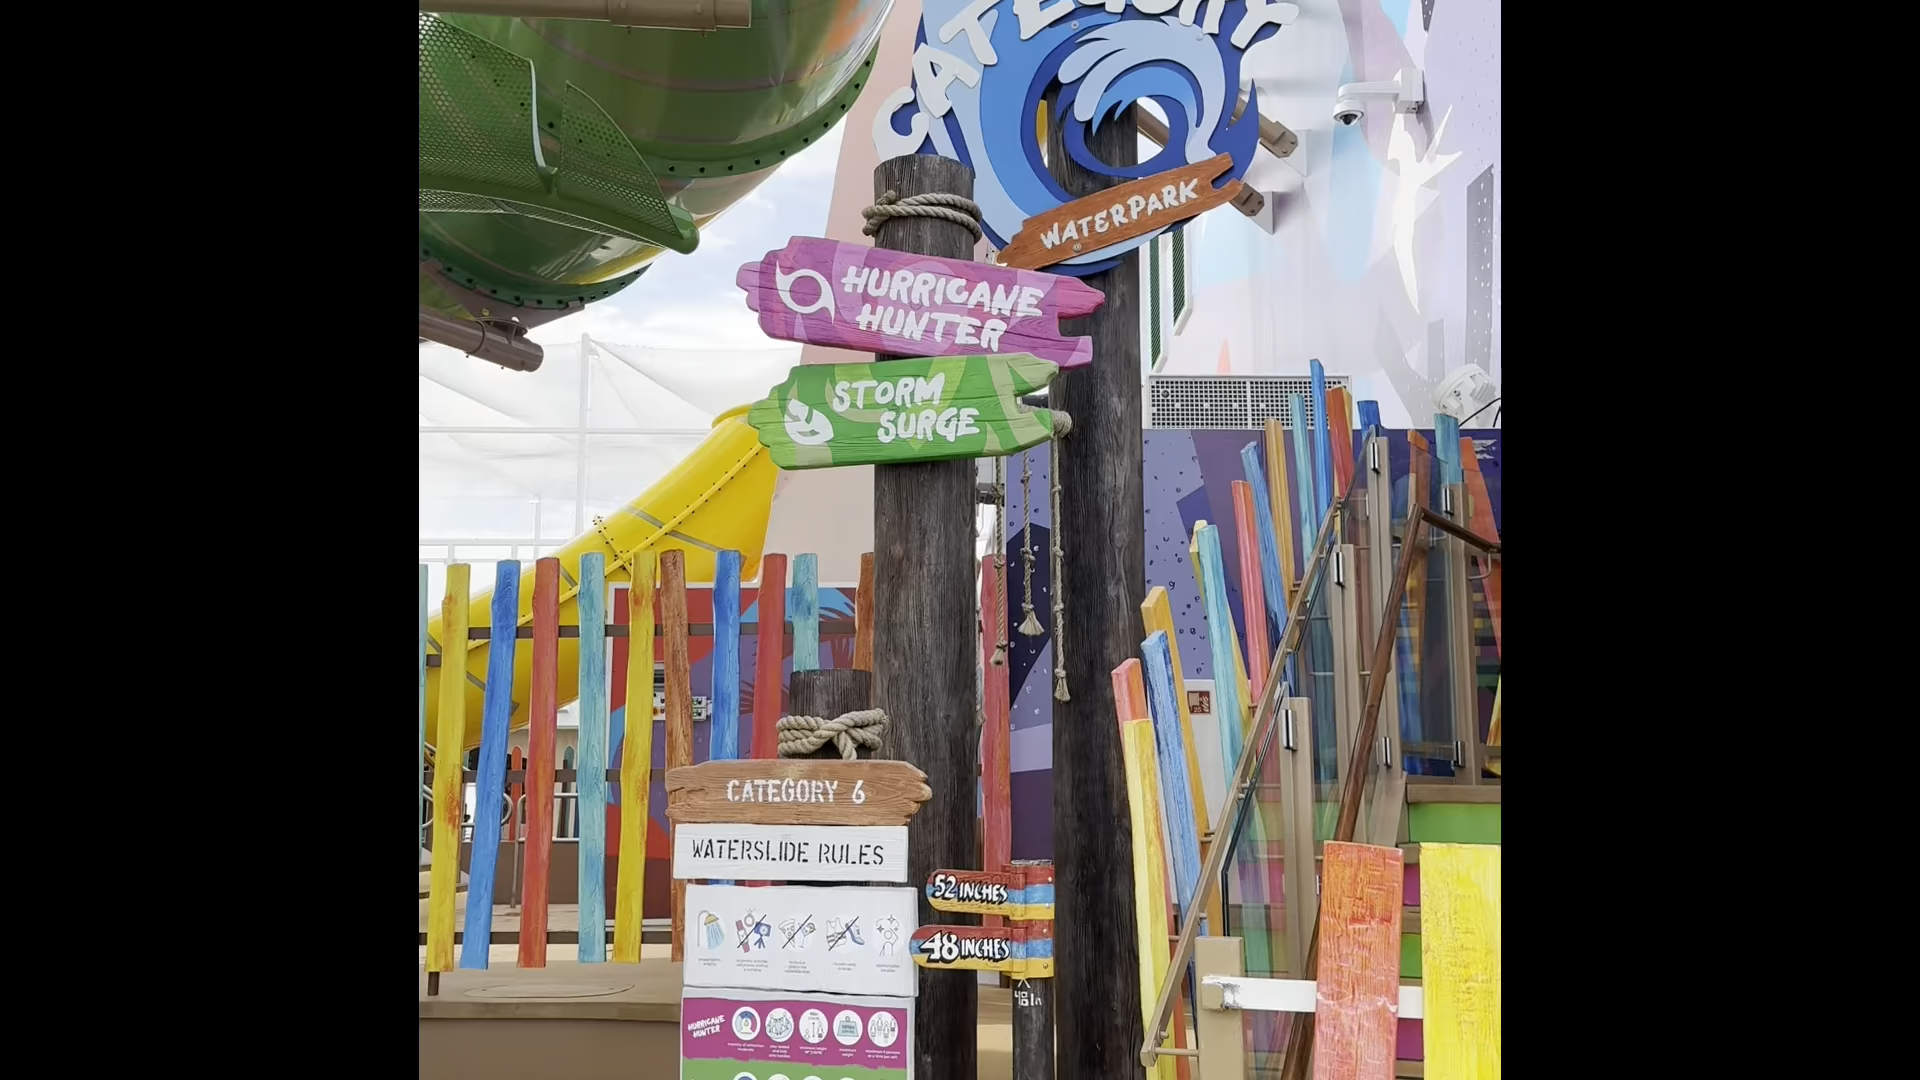 CATEGORY
WATERPARK
HURRICANE
HUNTER
STORM
SURGE
CATEGORY 6
WATERSLIDE RULES
52 INCHES
48 INCHES
48 In
HURRICANE
HUNTER